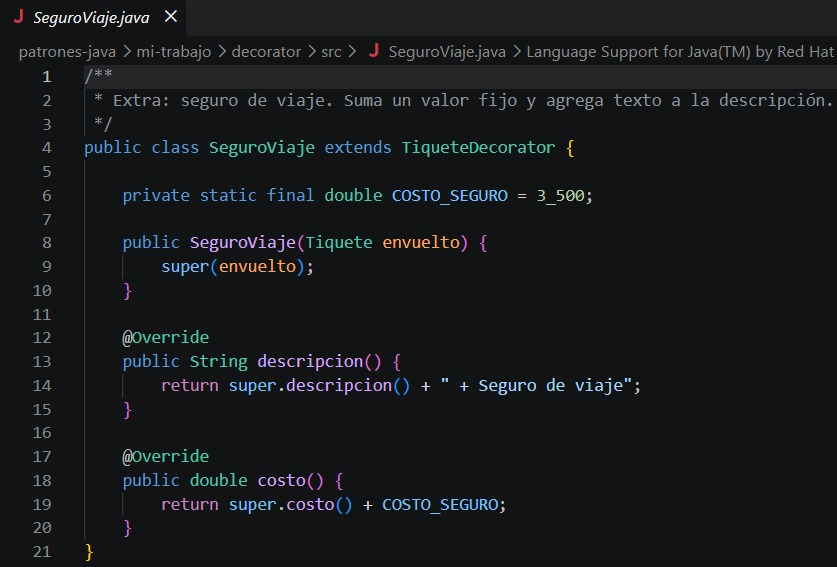 J SeguroViaje.java ×
patrones-java > mi-trabajo > decorator > src > J SeguroViaje.java > Language Support for Java(TM) by Red Hat
1 /**
2 * Extra: seguro de viaje. Suma un valor fijo y agrega texto a la descripción.
3 */
4 public class SeguroViaje extends TiqueteDecorator {
5
6 private static final double COSTO_SEGURO = 3_500;
7
8 public SeguroViaje(Tiquete envuelto) {
9 super(envuelto);
10 }
11
12 @Override
13 public String descripcion() {
14 return super.descripcion() + " + Seguro de viaje";
15 }
16
17 @Override
18 public double costo() {
19 return super.costo() + COSTO_SEGURO;
20 }
21 }